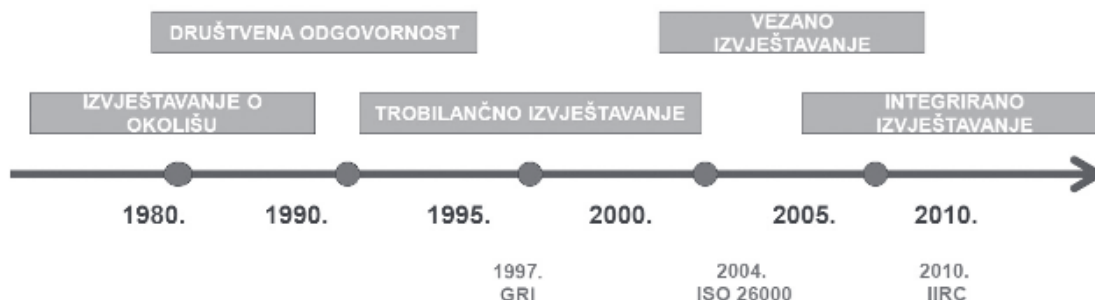 DRUŠTVENA ODGOVORNOST
VEZANO
IZVJEŠTAVANJE
IZVJEŠTAVANJE O
OKOLIŠU
TROBILANČNO IZVJEŠTAVANJE
INTEGRIRANO
IZVJEŠTAVANJE
1980.
1990.
1995.
2000.
2005.
2010.
1997.
GRI
2004.
ISO 26000
2010.
IIRC